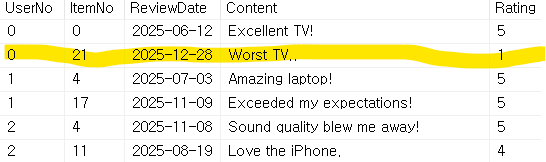 UserNo ItemNo ReviewDate Content Rating
0 0 2025-06-12 Excellent TV! 5
0 21 2025-12-28 Worst TV,, 1
1 4 2025-07-03 Amazing laptop! 5
1 17 2025-11-09 Exceeded my expectations! 5
2 4 2025-11-08 Sound quality blew me away! 5
2 11 2025-08-19 Love the iPhone, 4